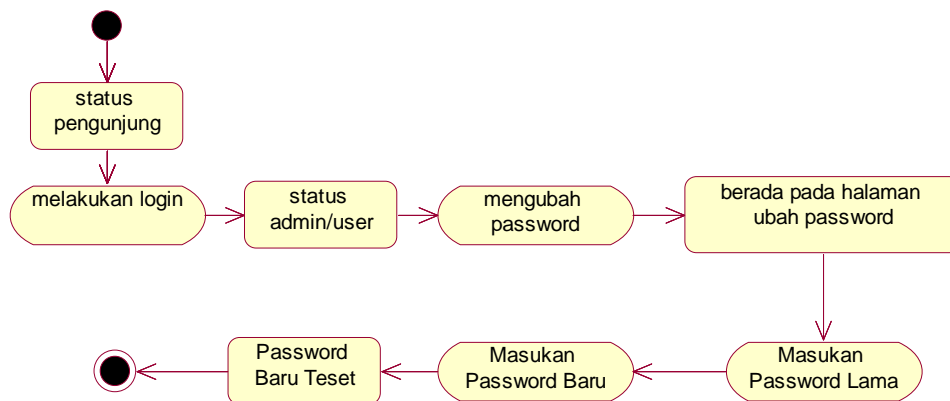 status
pengunjung
melakukan login
status
admin/user
mengubah
password
berada pada halaman
ubah password
Masukan
Password Lama
Masukan
Password Baru
Password
Baru Teset